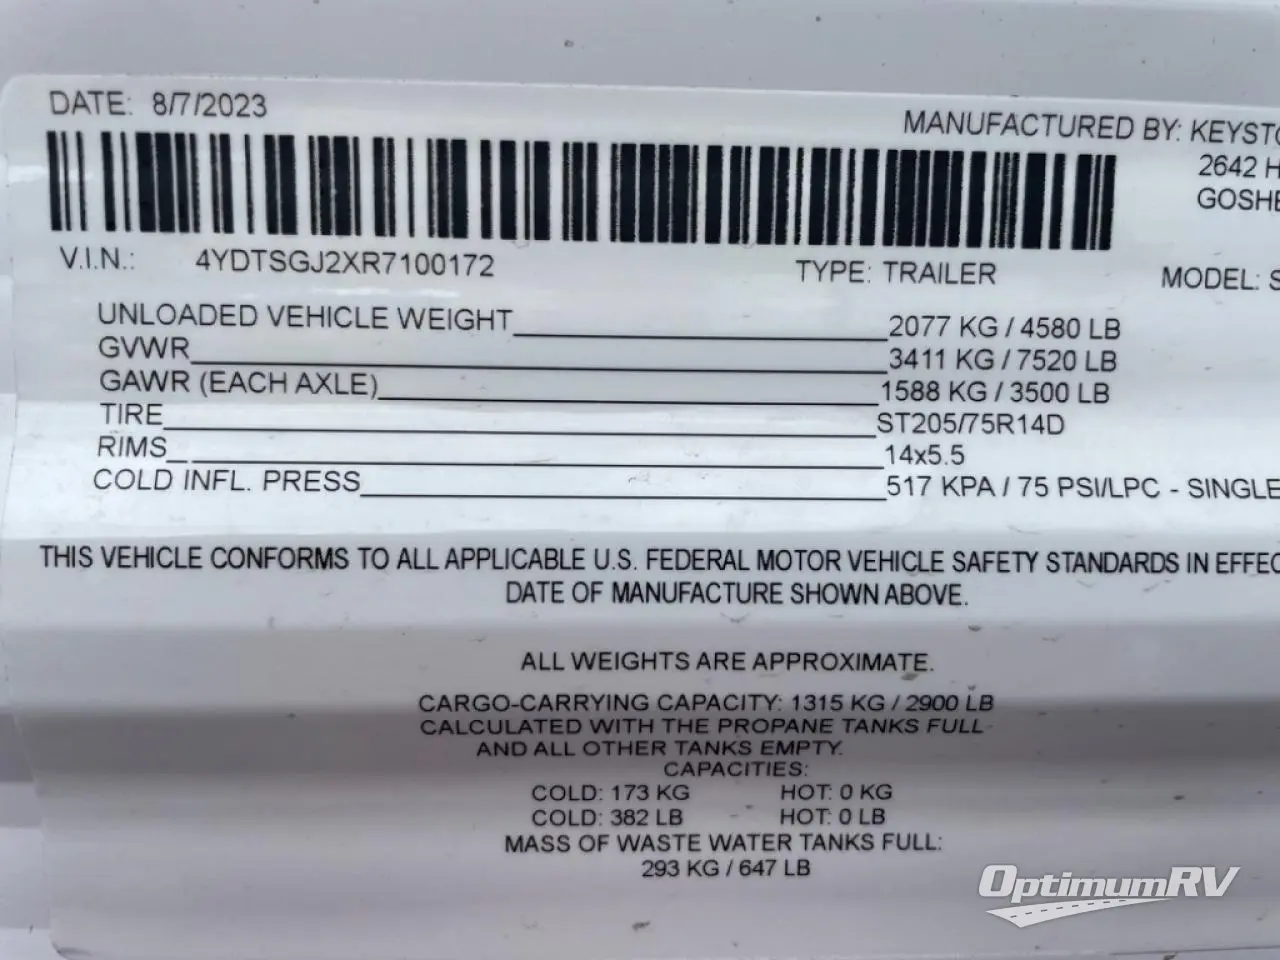 DATE: 8/7/2023
MANUFACTURED BY: KEYSTO
2642 H
GOSHE
V.I.N.: 4YDTSGJ2XR7100172 TYPE: TRAILER MODEL: S
UNLOADED VEHICLE WEIGHT 2077 KG / 4580 LB
GVWR 3411 KG / 7520 LB
GAWR (EACH AXLE) 1588 KG / 3500 LB
TIRE ST205/75R14D
RIMS 14x5.5
COLD INFL. PRESS 517 KPA / 75 PSI/LPC - SINGLE
THIS VEHICLE CONFORMS TO ALL APPLICABLE U.S. FEDERAL MOTOR VEHICLE SAFETY STANDARDS IN EFFEC
DATE OF MANUFACTURE SHOWN ABOVE.
ALL WEIGHTS ARE APPROXIMATE.
CARGO-CARRYING CAPACITY: 1315 KG / 2900 LB
CALCULATED WITH THE PROPANE TANKS FULL
AND ALL OTHER TANKS EMPTY.
CAPACITIES:
COLD: 173 KG HOT: 0 KG
COLD: 382 LB HOT: 0 LB
MASS OF WASTE WATER TANKS FULL:
293 KG / 647 LB
OptimumRV